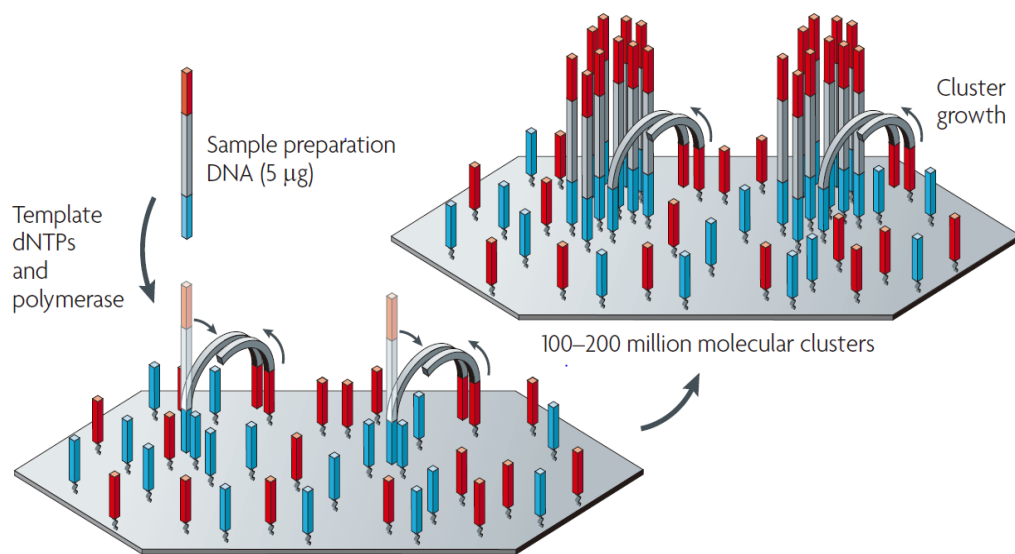 Sample preparation
DNA (5 µg)
Template
dNTPs
and
polymerase
Cluster
growth
100–200 million molecular clusters